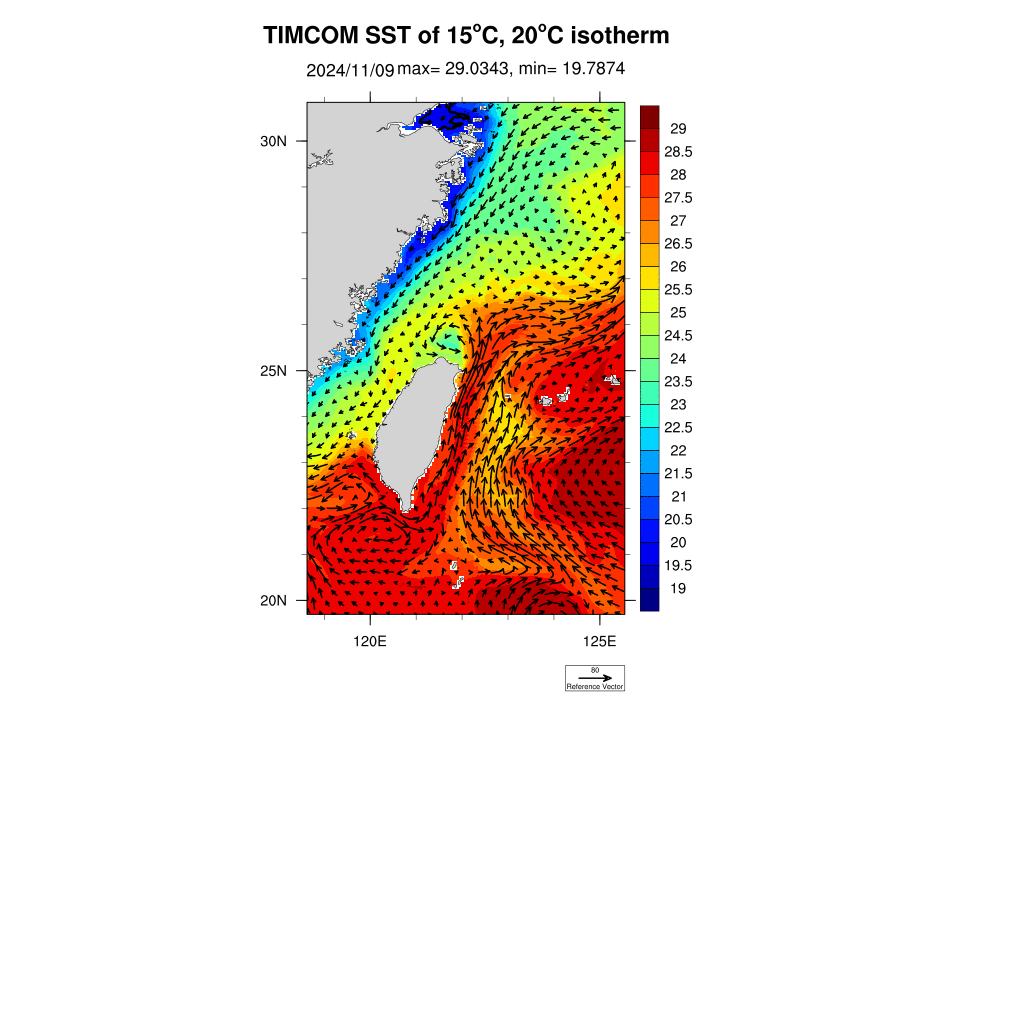 TIMCOM SST of 15°C, 20°C isotherm
2024/11/09 max= 29.0343, min= 19.7874
30N
25N
20N
120E
125E
29
28.5
28
27.5
27
26.5
26
25.5
25
24.5
24
23.5
23
22.5
22
21.5
21
20.5
20
19.5
19
80
Reference Vector